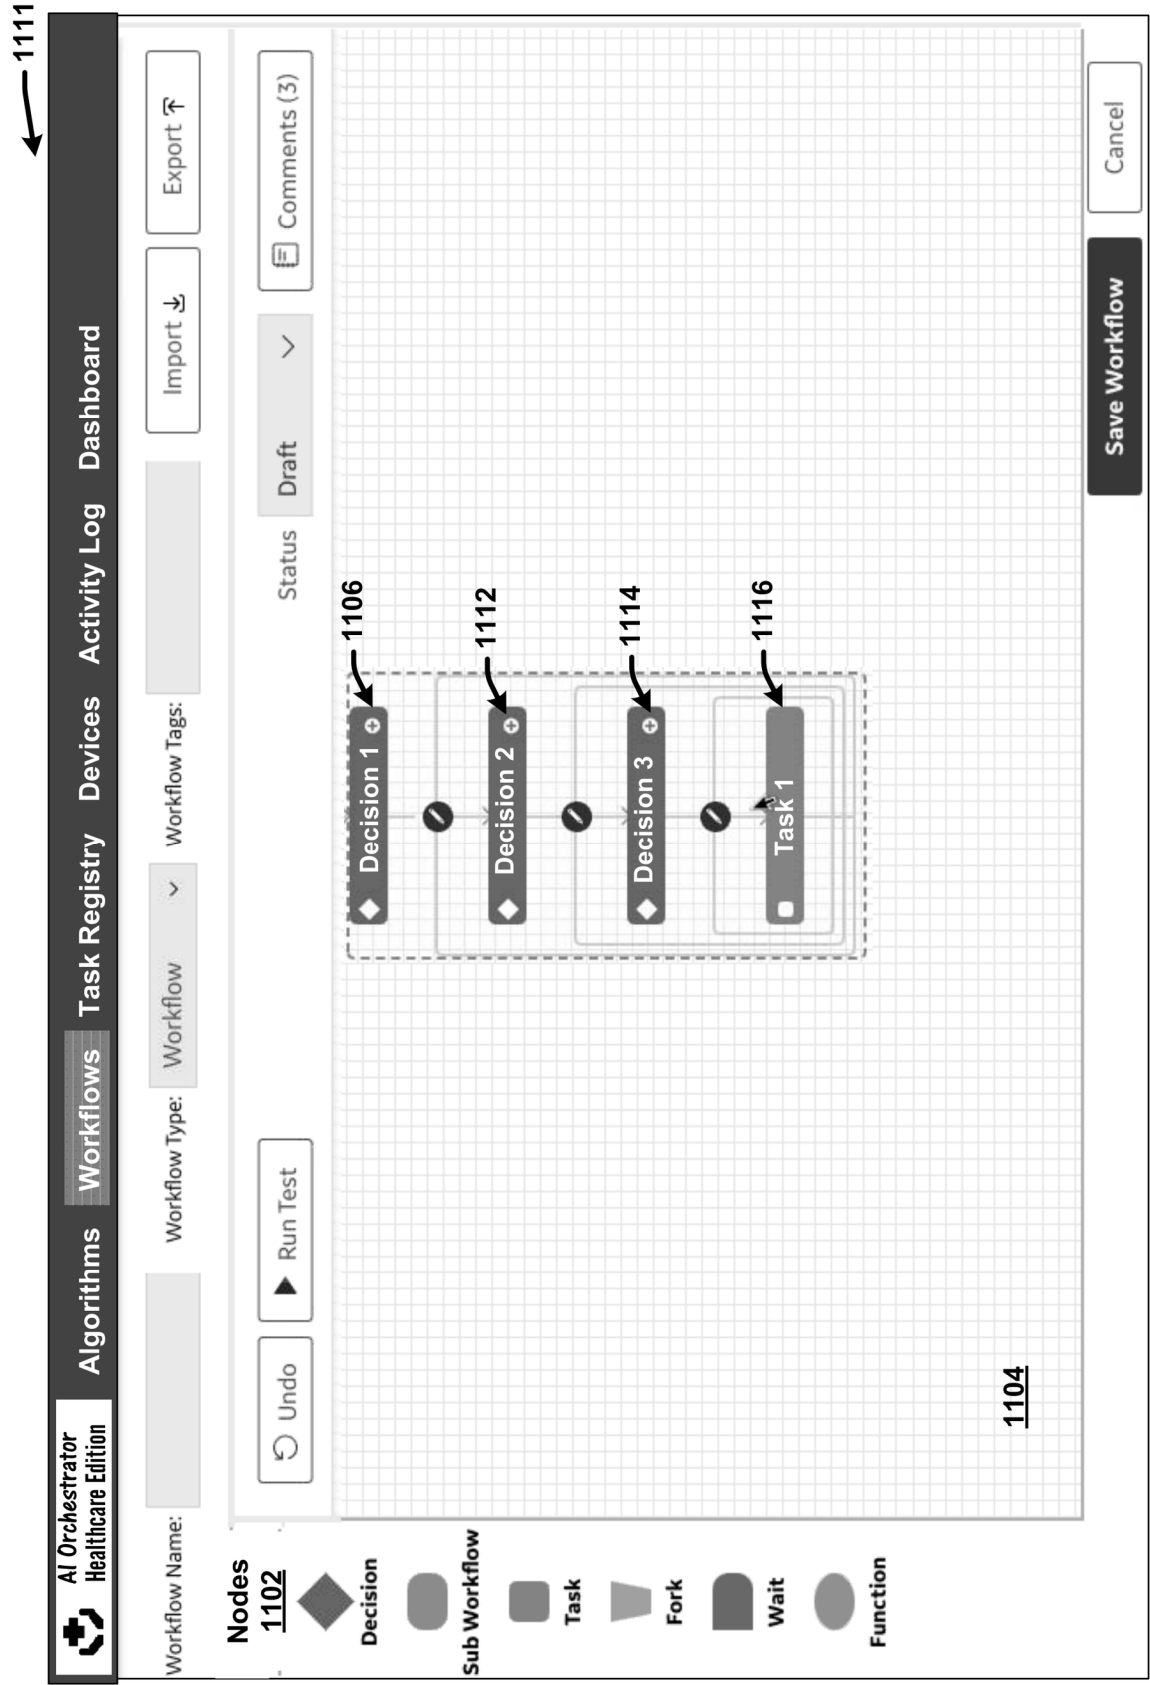 1111
AI Orchestrator
Healthcare Edition
Algorithms Workflows Task Registry Devices Activity Log Dashboard
Workflow Name: Workflow Type: Workflow Workflow Tags: Import Export
Undo Run Test Status Draft Comments (3)
Nodes
1102
Decision
Sub Workflow
Task
Fork
Wait
Function
Decision 1 1106
Decision 2 1112
Decision 3 1114
Task 1 1116
1104
Save Workflow Cancel